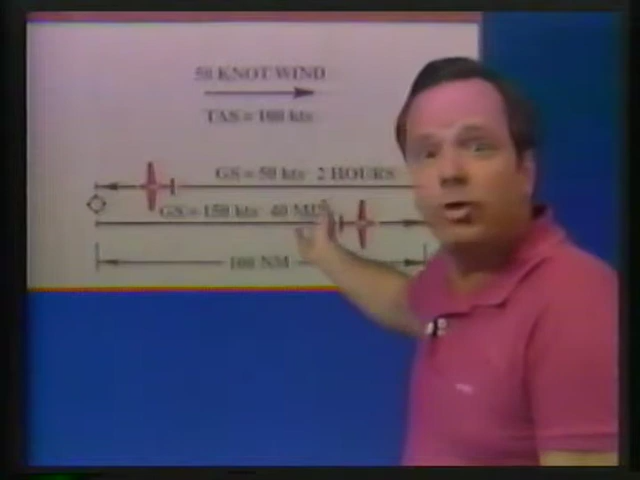 50 KNOT WIND
TAS = 100 kts
GS = 50 kts 2 HOURS
GS = 150 kts 40 MIN
100 NM